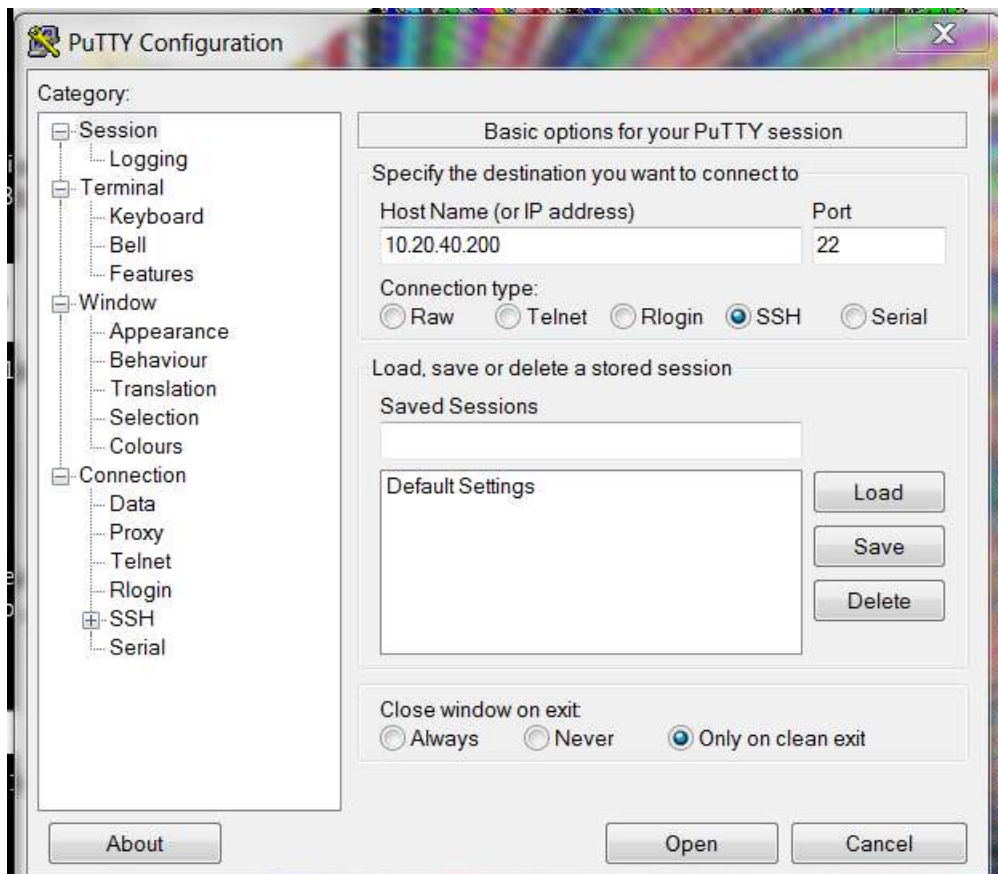 PuTTY Configuration
Category:
Session
Logging
Terminal
Keyboard
Bell
Features
Window
Appearance
Behaviour
Translation
Selection
Colours
Connection
Data
Proxy
Telnet
Rlogin
SSH
Serial
Basic options for your PuTTY session
Specify the destination you want to connect to
Host Name (or IP address) Port
10.20.40.200 22
Connection type:
Raw Telnet Rlogin SSH Serial
Load, save or delete a stored session
Saved Sessions
Default Settings
Load
Save
Delete
Close window on exit:
Always Never Only on clean exit
About Open Cancel